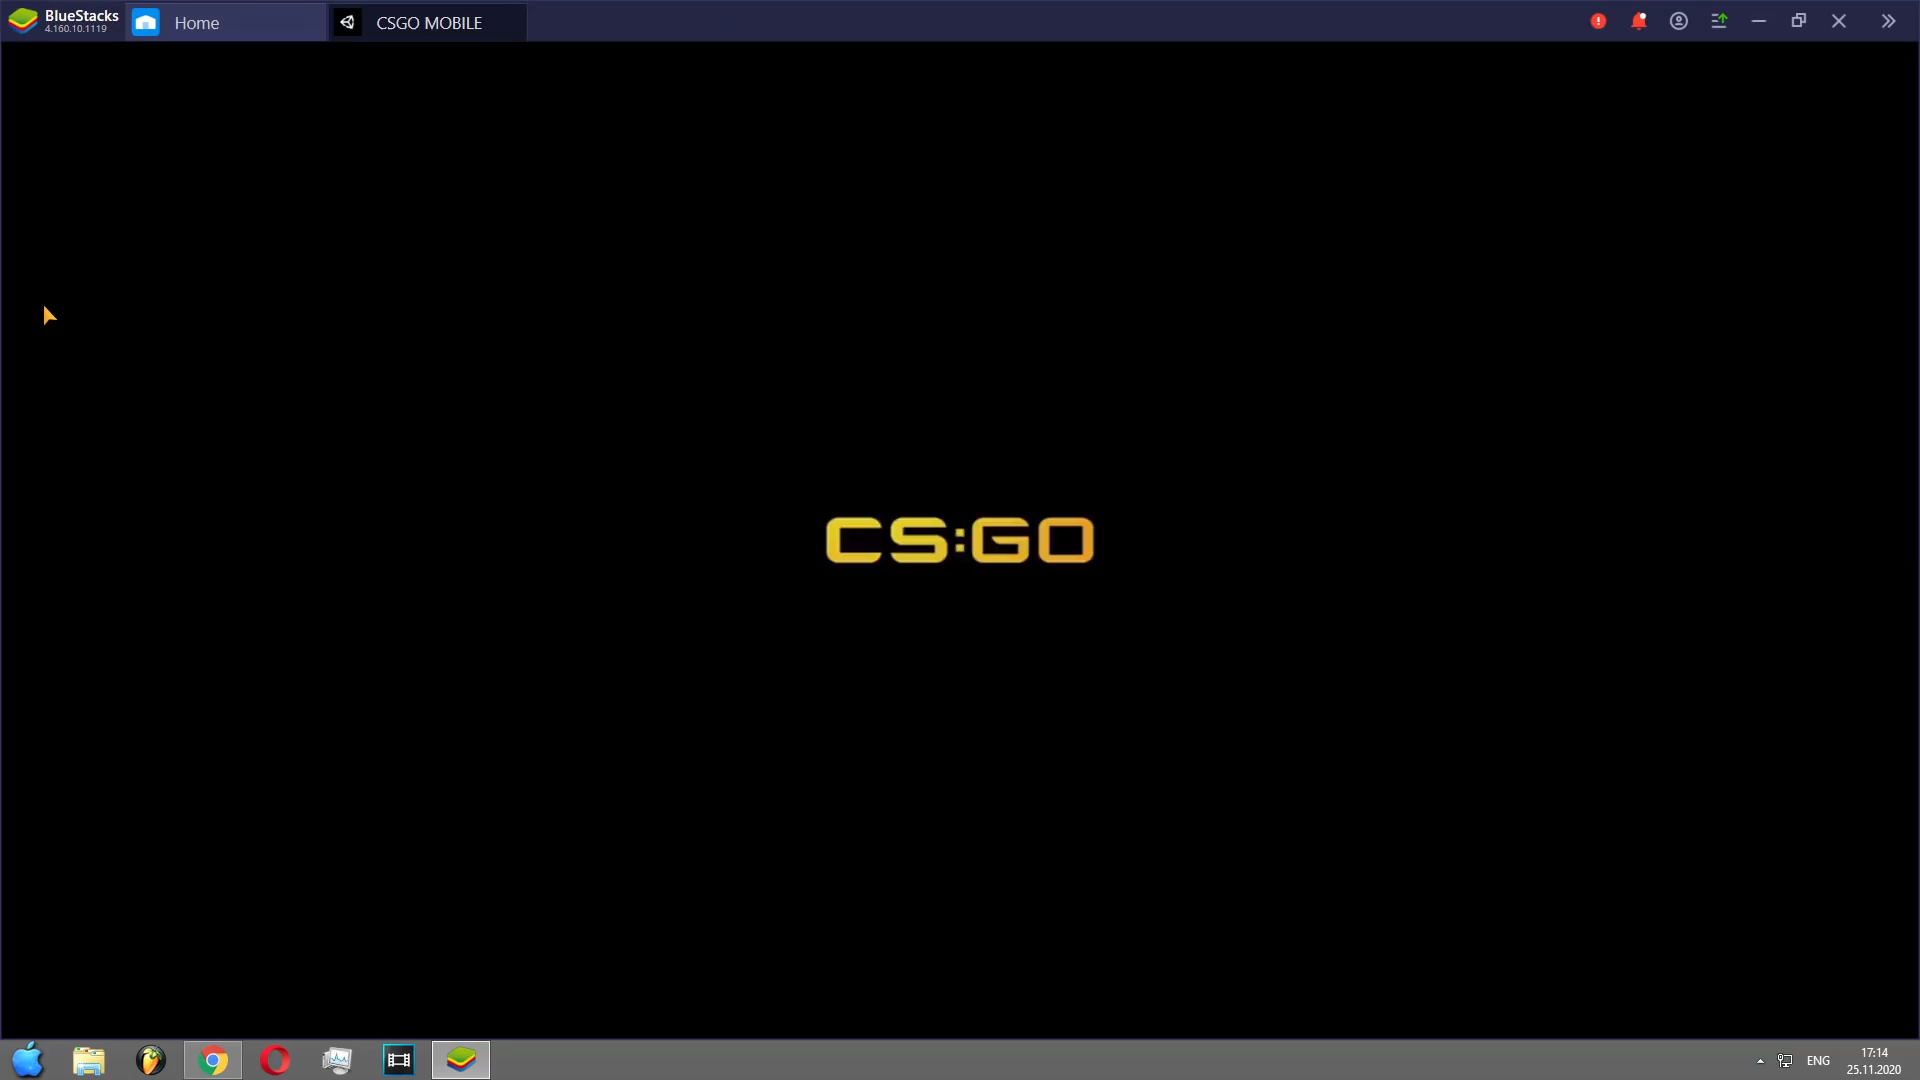 BlueStacks
4.160.10.1119
Home
CSGO MOBILE
CS:GO
ENG
17:14
25.11.2020